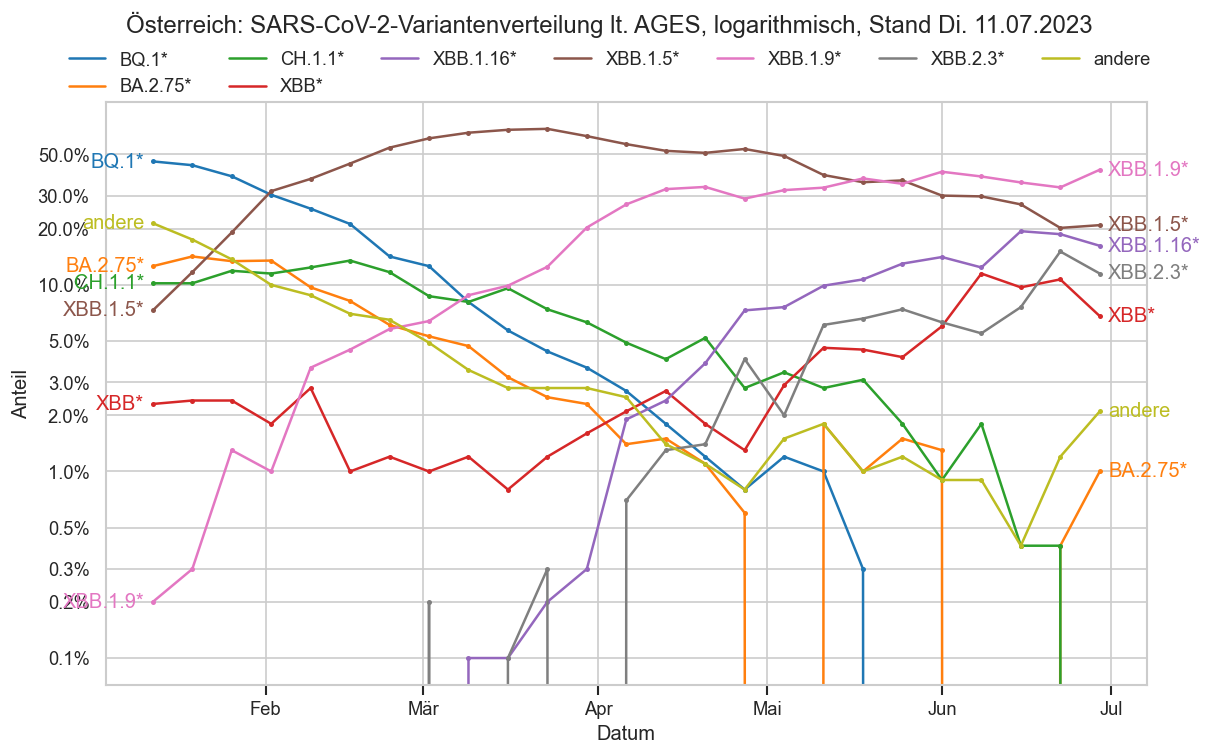 Österreich: SARS-CoV-2-Variantenverteilung lt. AGES, logarithmisch, Stand Di. 11.07.2023
BQ.1* CH.1.1* XBB.1.16* XBB.1.5* XBB.1.9* XBB.2.3* andere
BA.2.75* XBB*
50.0%
BQ.1*
XBB.1.9*
30.0%
andere
XBB.1.5*
20.0%
XBB.1.16*
BA.2.75*
XBB.2.3*
CH.1.1*
10.0%
XBB.1.5*
XBB*
5.0%
3.0%
XBB*
andere
2.0%
1.0%
BA.2.75*
0.5%
0.3%
XBB.1.9*
0.2%
0.1%
Anteil
Feb Mär Apr Mai Jun Jul
Datum